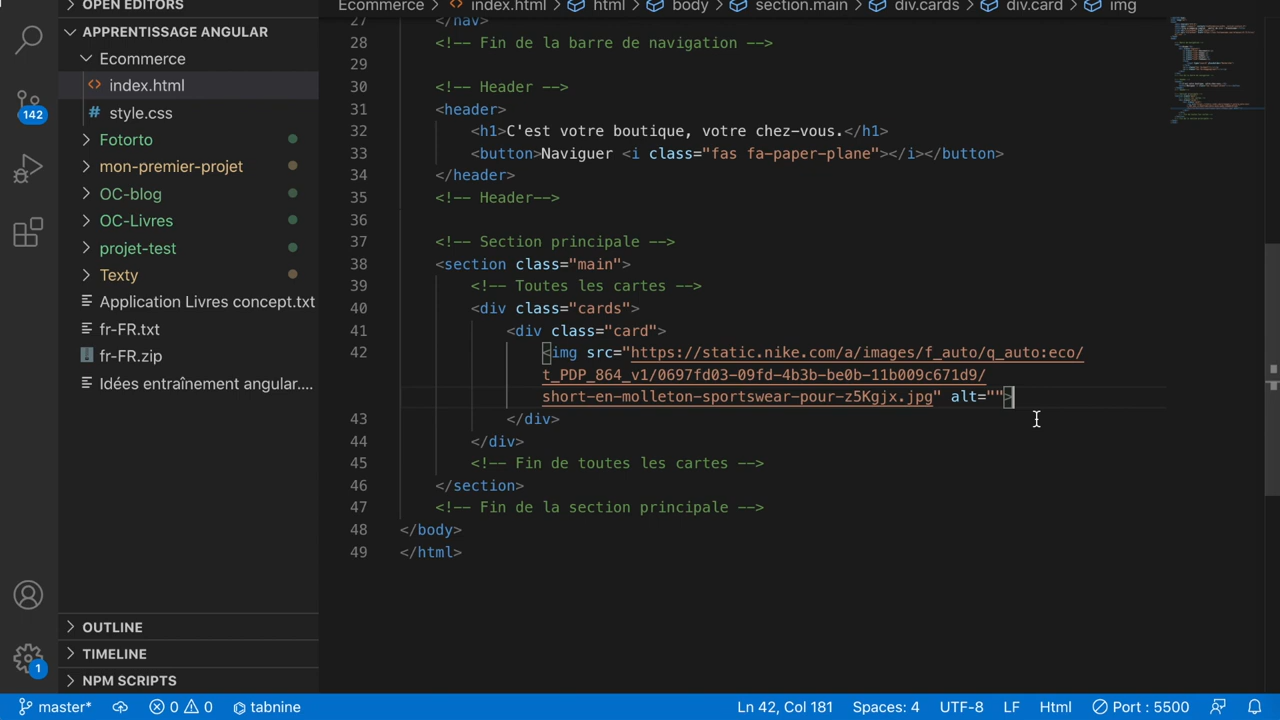 OPEN EDITORS
Ecommerce > index.html > html > body > section.main > div.cards > div.card > img
APPRENTISSAGE ANGULAR
Ecommerce
index.html
# style.css
Fotorto
mon-premier-projet
OC-blog
OC-Livres
projet-test
Texty
Application Livres concept.txt
fr-FR.txt
fr-FR.zip
Idées entraînement angular....
OUTLINE
TIMELINE
NPM SCRIPTS
142
1
27 </nav>
28 <!-- Fin de la barre de navigation -->
29
30 <!-- Header -->
31 <header>
32 <h1>C'est votre boutique, votre chez-vous.</h1>
33 <button>Naviguer <i class="fas fa-paper-plane"></i></button>
34 </header>
35 <!-- Header-->
36
37 <!-- Section principale -->
38 <section class="main">
39 <!-- Toutes les cartes -->
40 <div class="cards">
41 <div class="card">
42 <img src="https://static.nike.com/a/images/f_auto/q_auto:eco/
t_PDP_864_v1/0697fd03-09fd-4b3b-be0b-11b009c671d9/
short-en-molleton-sportswear-pour-z5Kgjx.jpg" alt="">
43 </div>
44 </div>
45 <!-- Fin de toutes les cartes -->
46 </section>
47 <!-- Fin de la section principale -->
48 </body>
49 </html>
master* 0 0 tabnine Ln 42, Col 181 Spaces: 4 UTF-8 LF Html Port : 5500